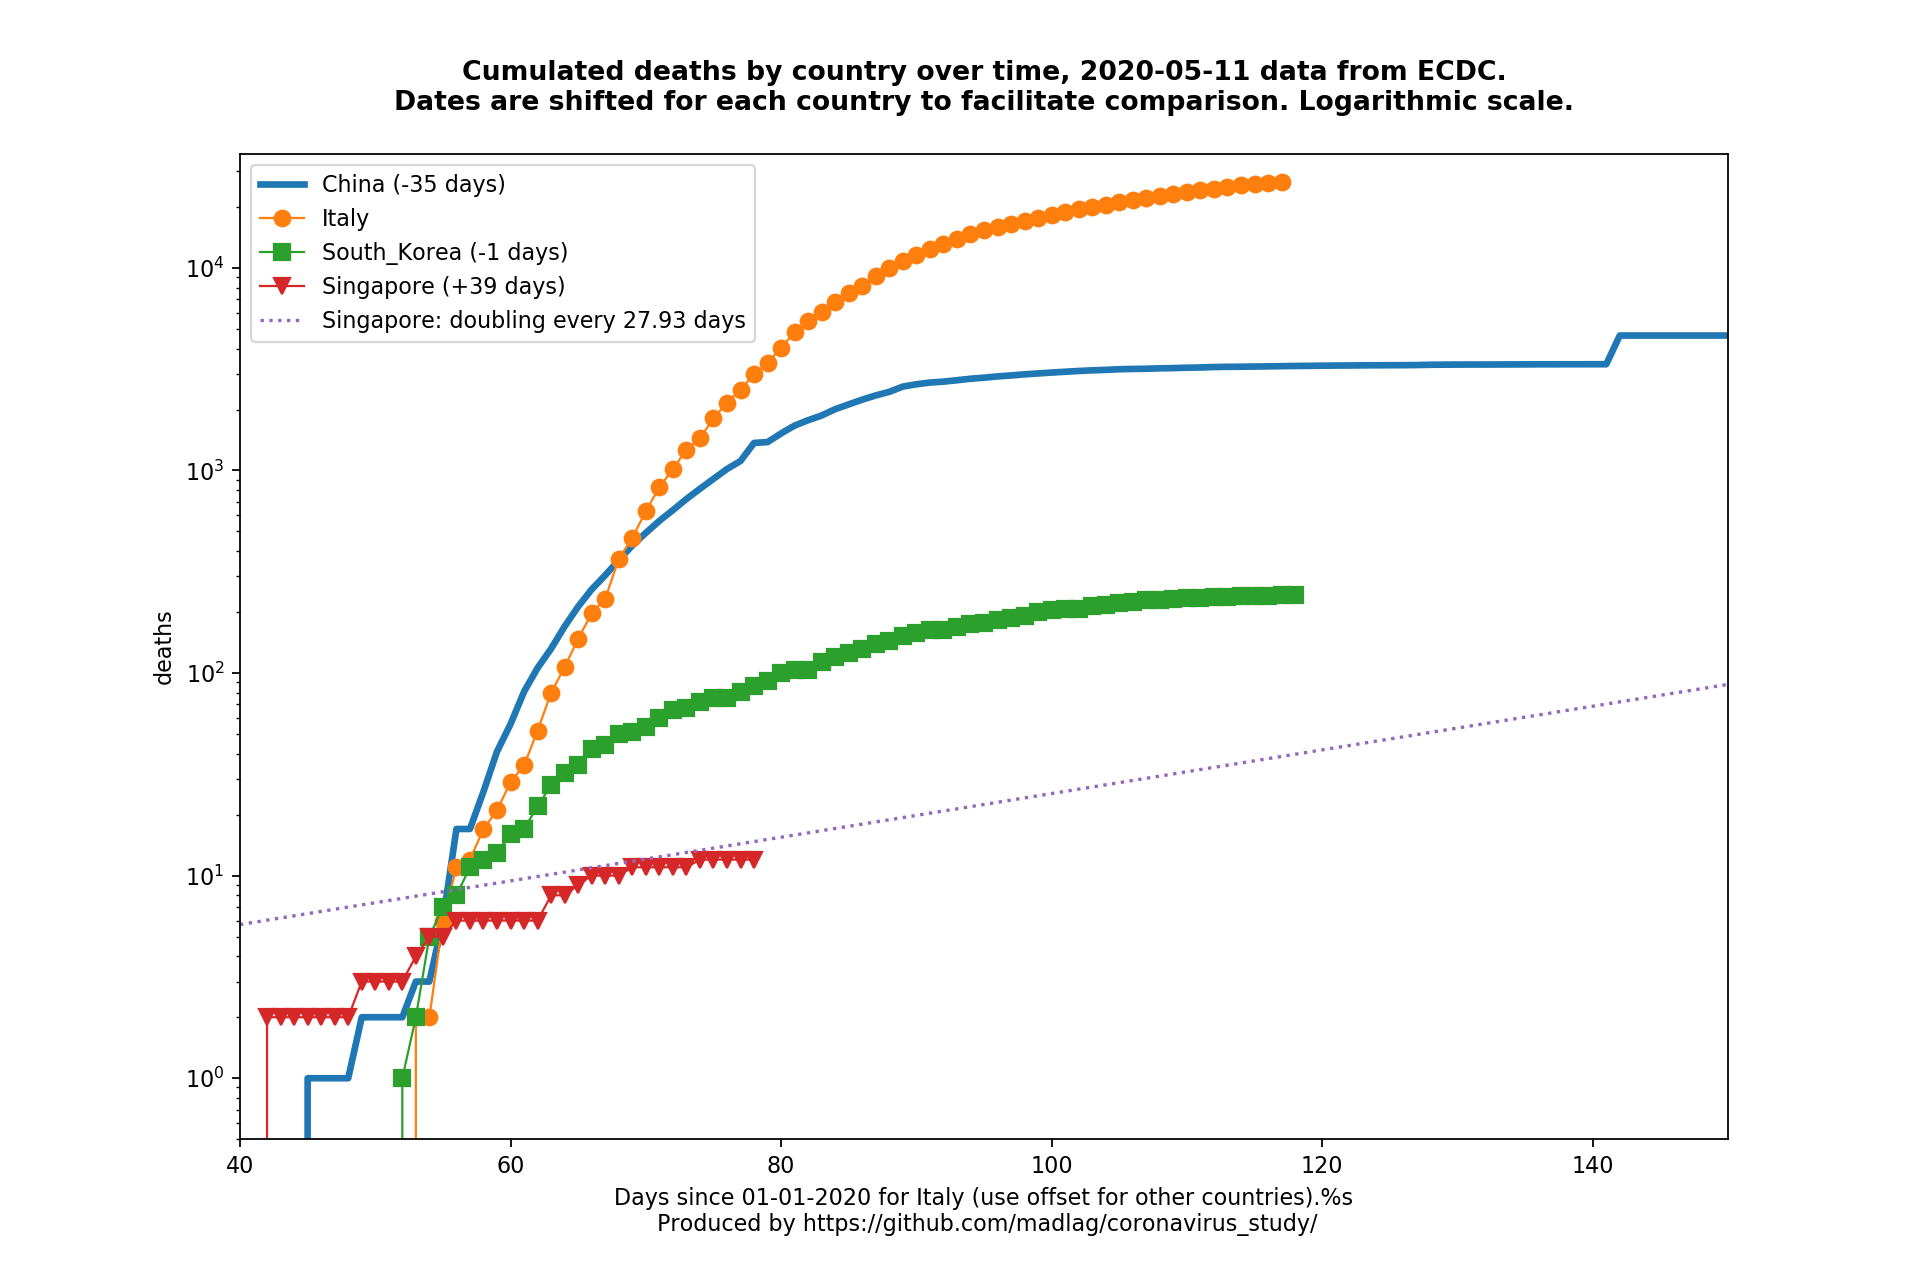 Cumulated deaths by country over time, 2020-05-11 data from ECDC.
Dates are shifted for each country to facilitate comparison. Logarithmic scale.
China (-35 days)
Italy
South_Korea (-1 days)
Singapore (+39 days)
Singapore: doubling every 27.93 days
10^4
10^3
10^2
10^1
10^0
deaths
40 60 80 100 120 140
Days since 01-01-2020 for Italy (use offset for other countries).%s
Produced by https://github.com/madlag/coronavirus_study/